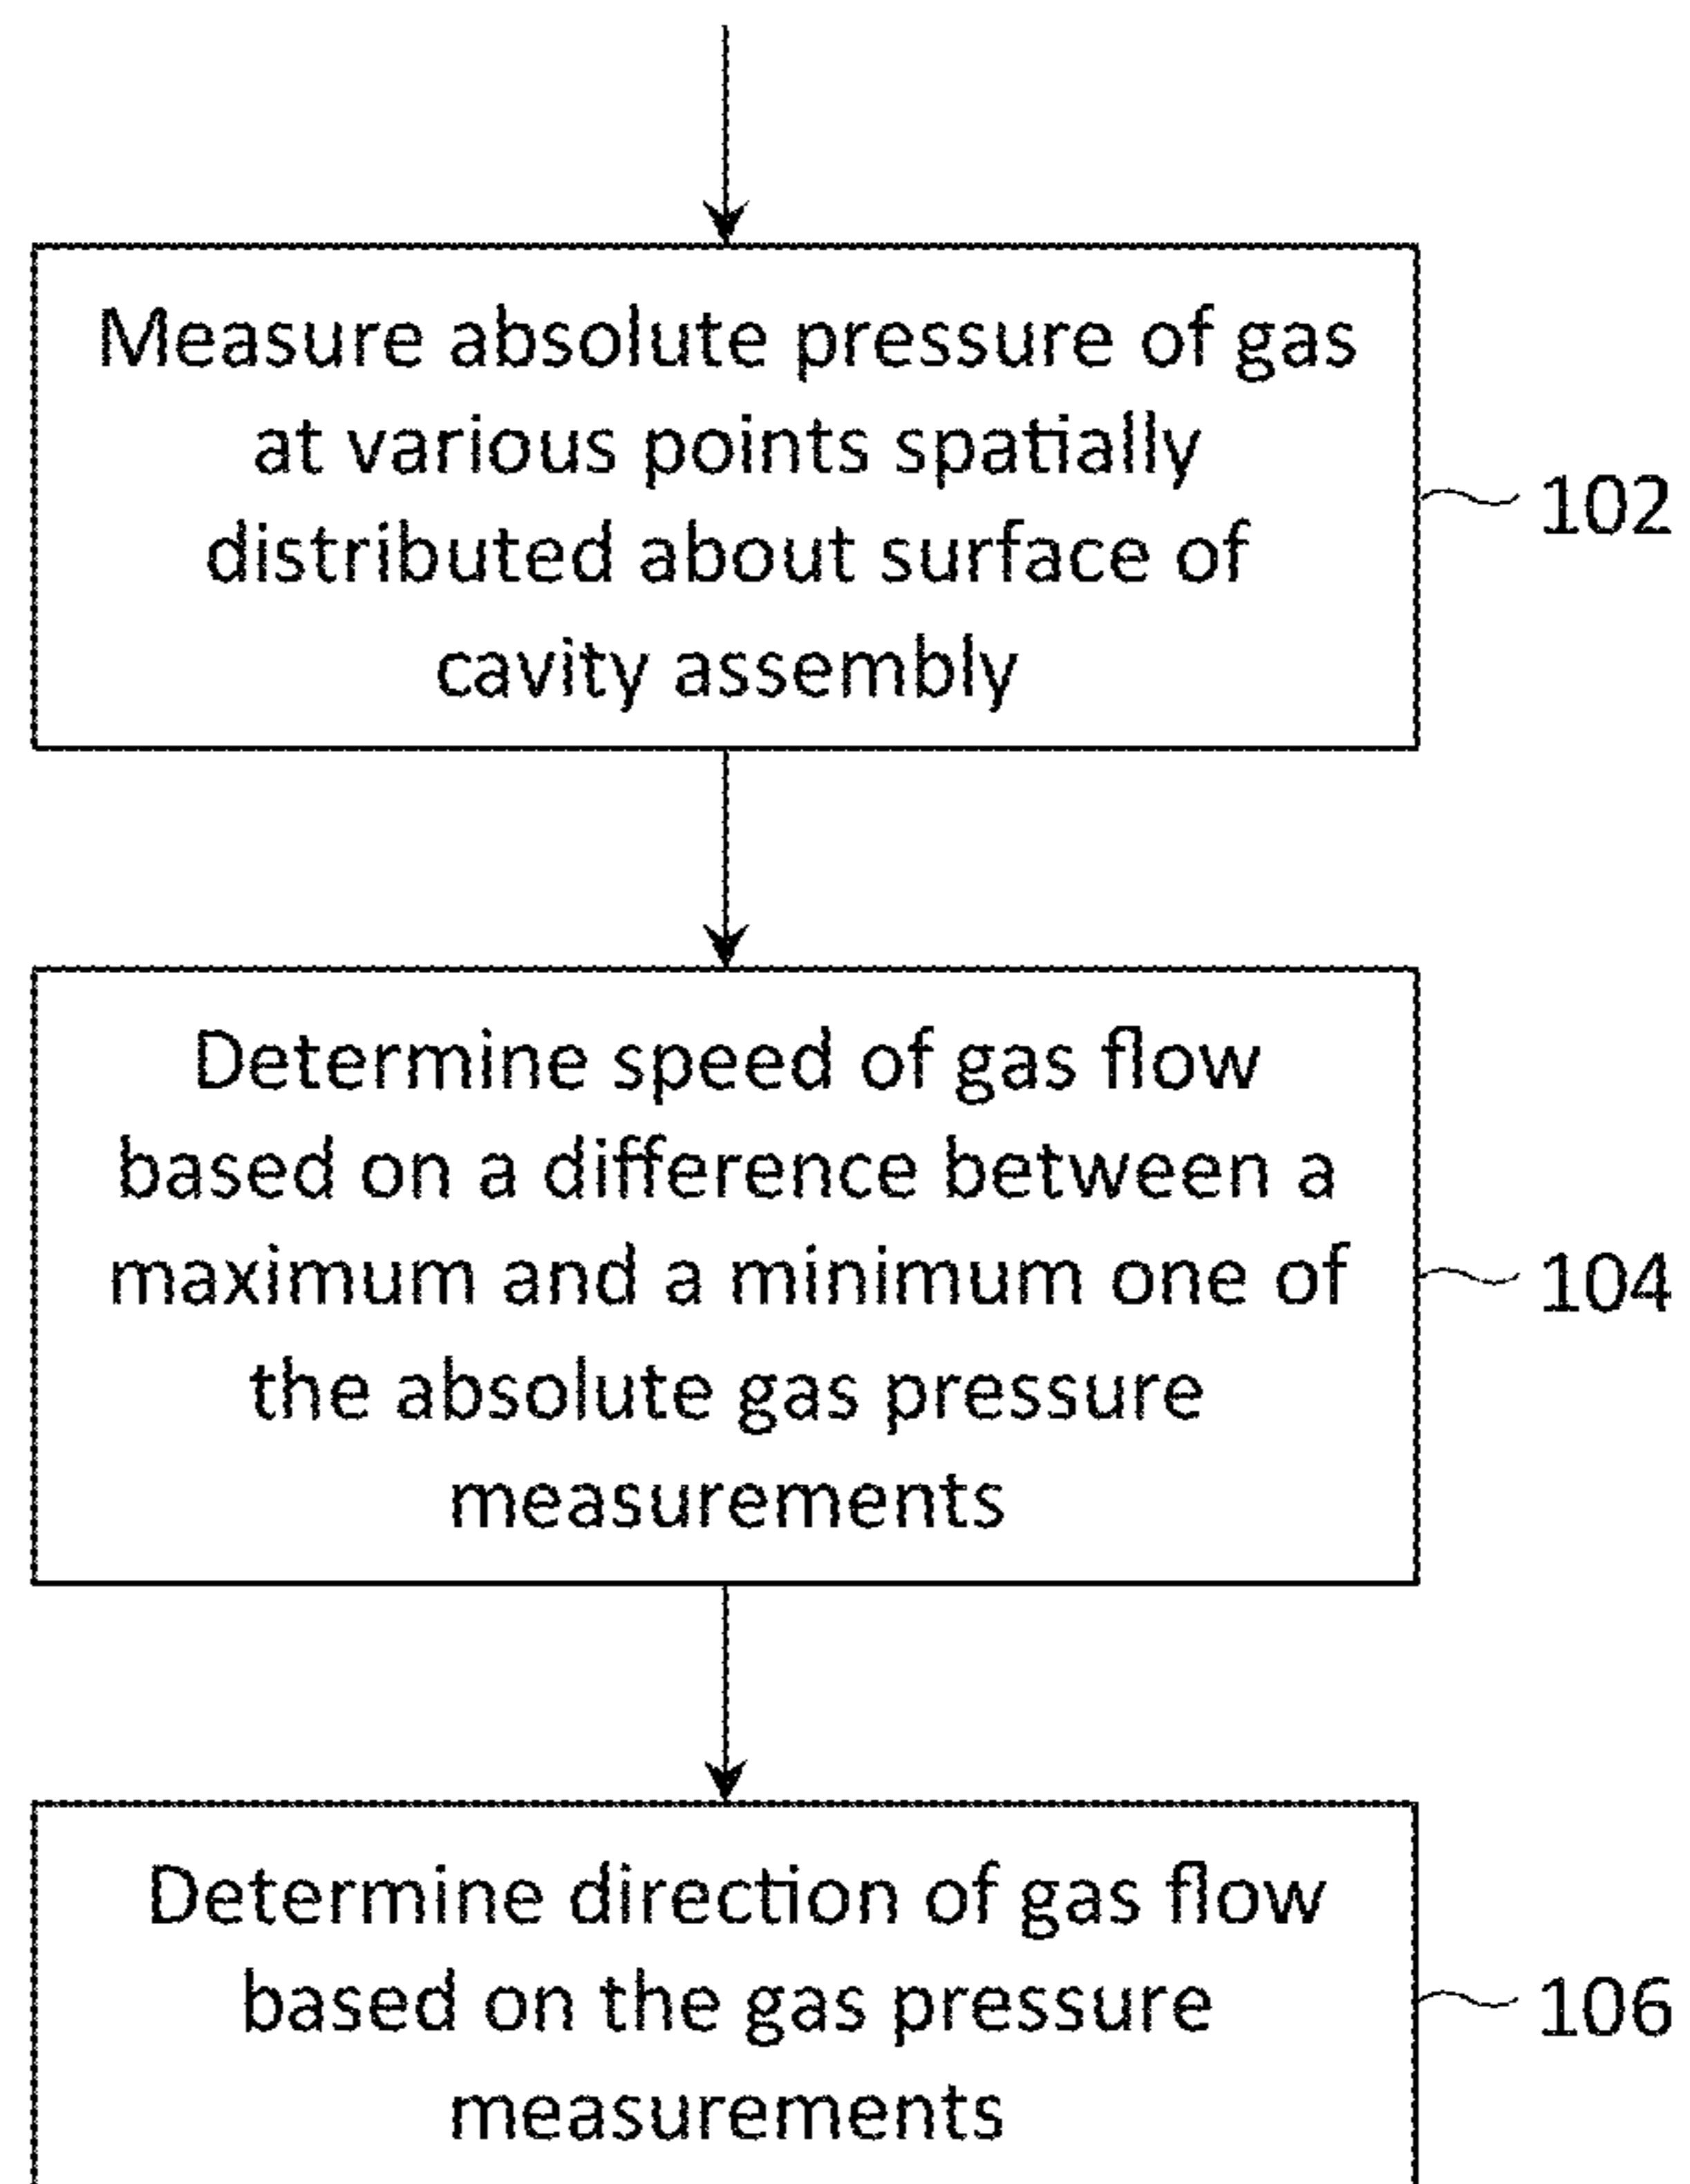 Measure absolute pressure of gas
at various points spatially
distributed about surface of
cavity assembly
102
Determine speed of gas flow
based on a difference between a
maximum and a minimum one of
the absolute gas pressure
measurements
104
Determine direction of gas flow
based on the gas pressure
measurements
106